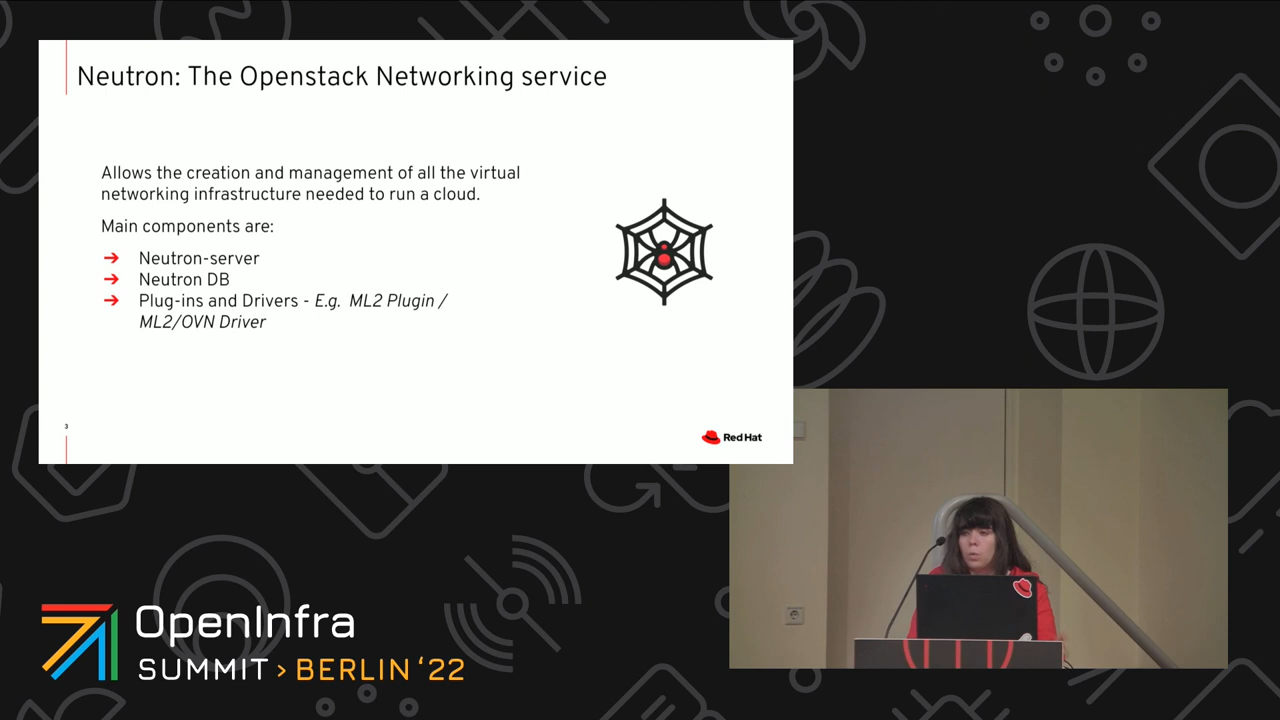 Neutron: The Openstack Networking service
Allows the creation and management of all the virtual
networking infrastructure needed to run a cloud.
Main components are:
➔ Neutron-server
➔ Neutron DB
➔ Plug-ins and Drivers - E.g. ML2 Plugin /
ML2/OVN Driver
3
Red Hat
OpenInfra
SUMMIT > BERLIN ‘22